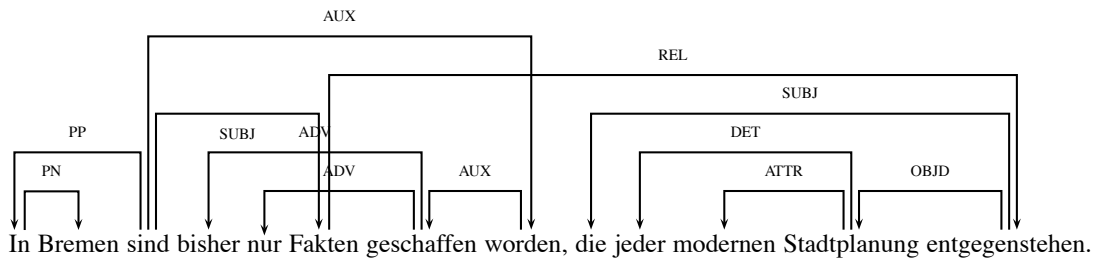 AUX
REL
SUBJ
PP SUBJ ADV DET
PN ADV AUX ATTR OBJD
In Bremen sind bisher nur Fakten geschaffen worden, die jeder modernen Stadtplanung entgegenstehen.